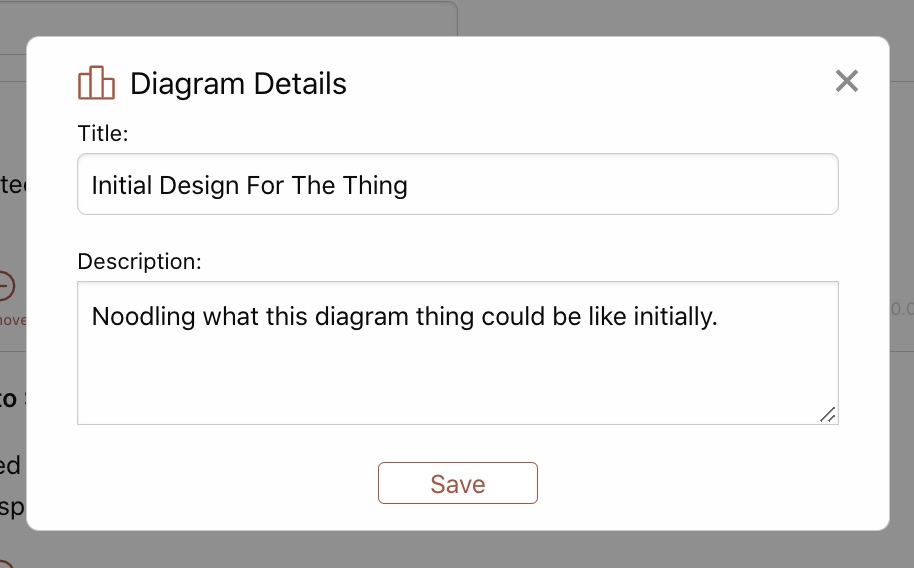 Diagram Details
Title:
Initial Design For The Thing
Description:
Noodling what this diagram thing could be like initially.
Save